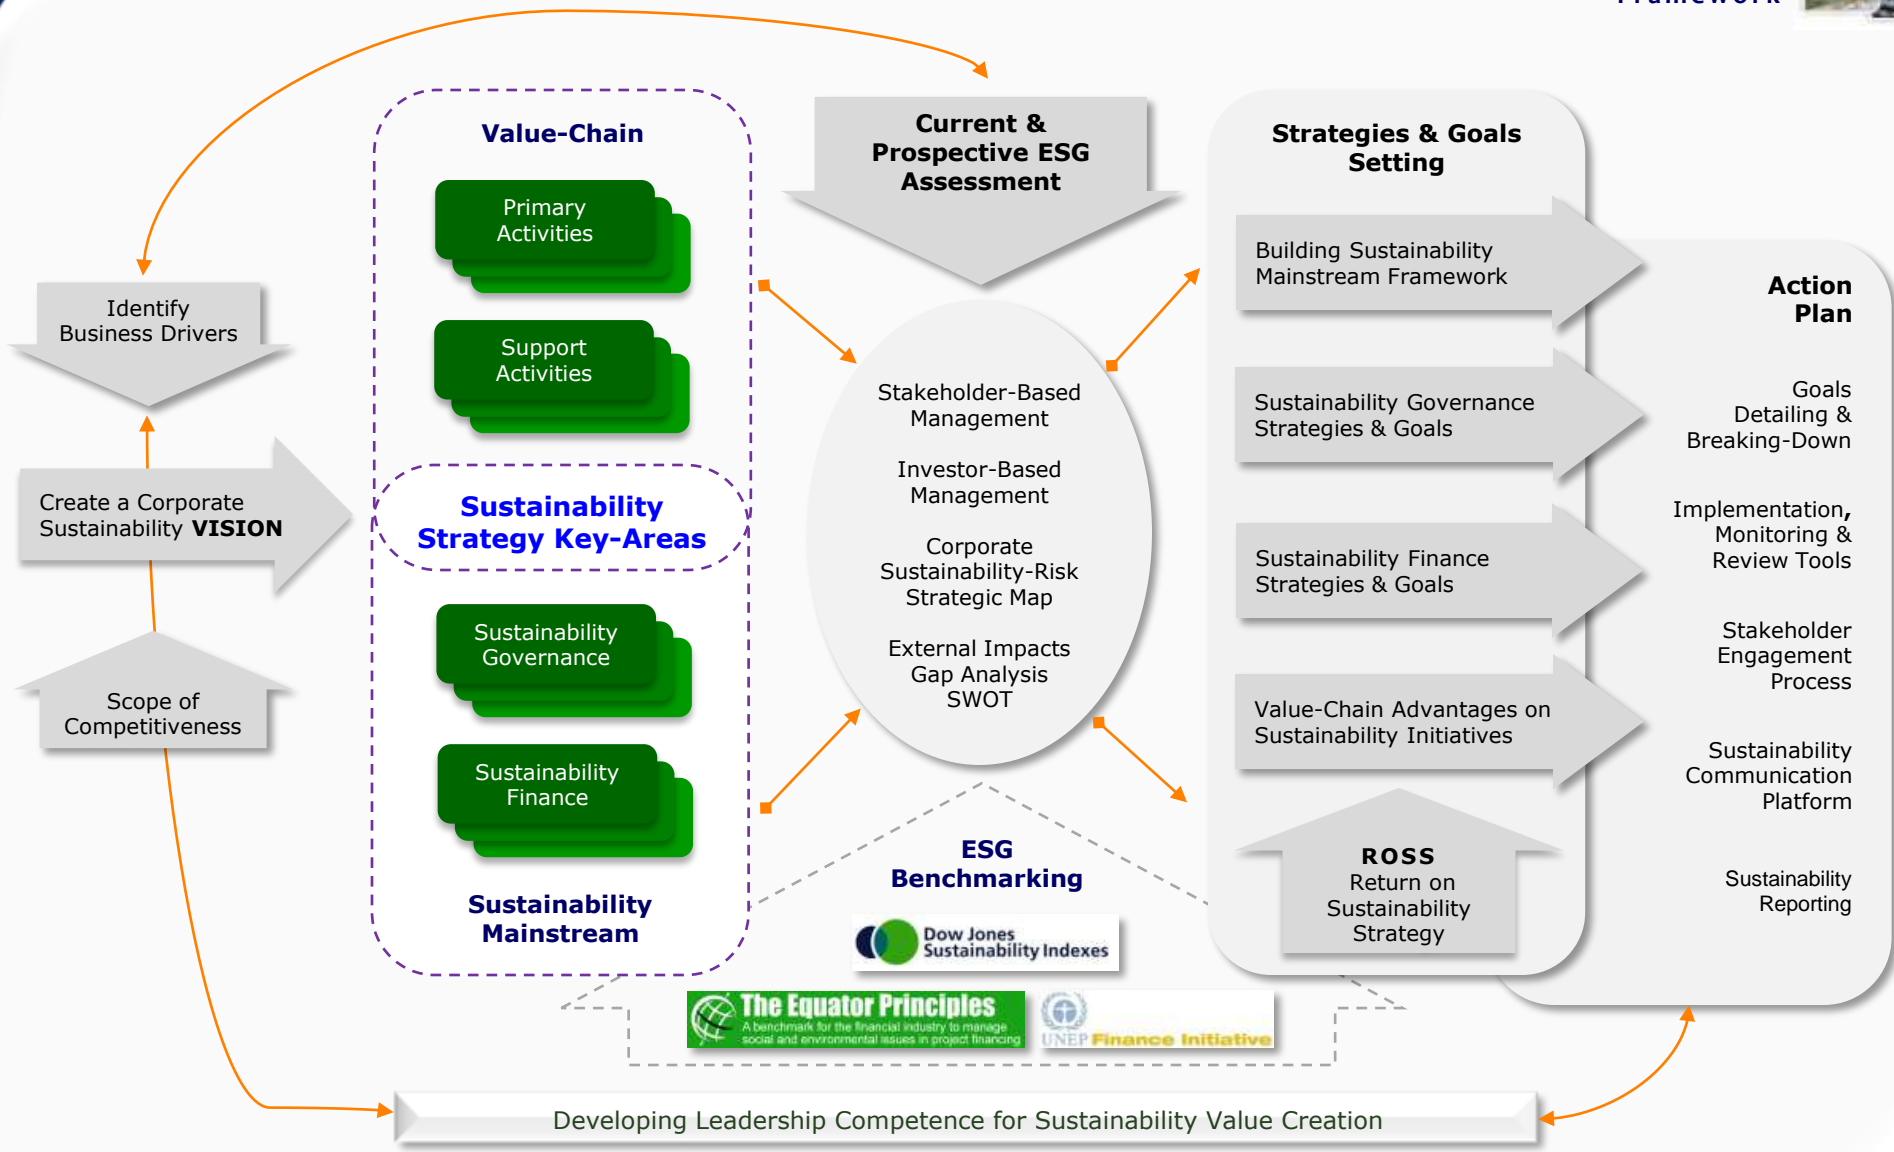 Framework
Value-Chain
Primary
Activities
Support
Activities
Sustainability
Strategy Key-Areas
Sustainability
Governance
Sustainability
Finance
Sustainability
Mainstream
Identify
Business Drivers
Create a Corporate
Sustainability VISION
Scope of
Competitiveness
Current &
Prospective ESG
Assessment
Stakeholder-Based
Management
Investor-Based
Management
Corporate
Sustainability-Risk
Strategic Map
External Impacts
Gap Analysis
SWOT
ESG
Benchmarking
Dow Jones
Sustainability Indexes
The Equator Principles
A benchmark for the financial industry to manage
social and environmental issues in project financing
UNEP Finance Initiative
Strategies & Goals
Setting
Building Sustainability
Mainstream Framework
Sustainability Governance
Strategies & Goals
Sustainability Finance
Strategies & Goals
Value-Chain Advantages on
Sustainability Initiatives
ROSS
Return on
Sustainability
Strategy
Action
Plan
Goals
Detailing &
Breaking-Down
Implementation,
Monitoring &
Review Tools
Stakeholder
Engagement
Process
Sustainability
Communication
Platform
Sustainability
Reporting
Developing Leadership Competence for Sustainability Value Creation